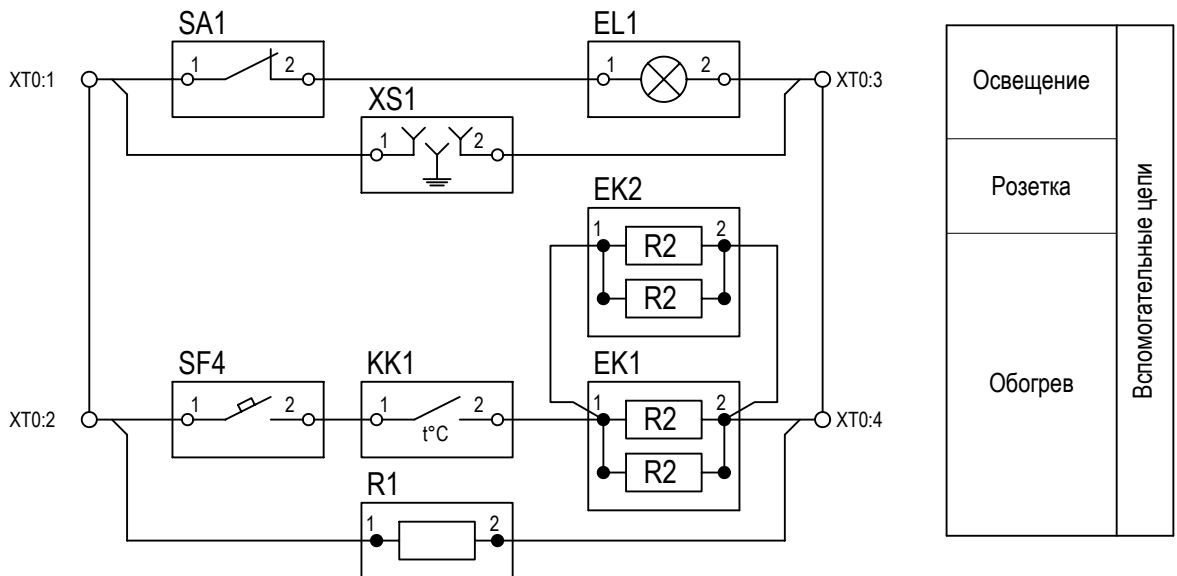 SA1
EL1
XT0:1
1
2
1
2
XT0:3
XS1
1
2
EK2
1
2
R2
R2
SF4
KK1
EK1
XT0:2
1
2
1
2
t°C
1
2
R2
R2
XT0:4
R1
1
2
Освещение
Розетка
Обогрев
Вспомогательные цепи